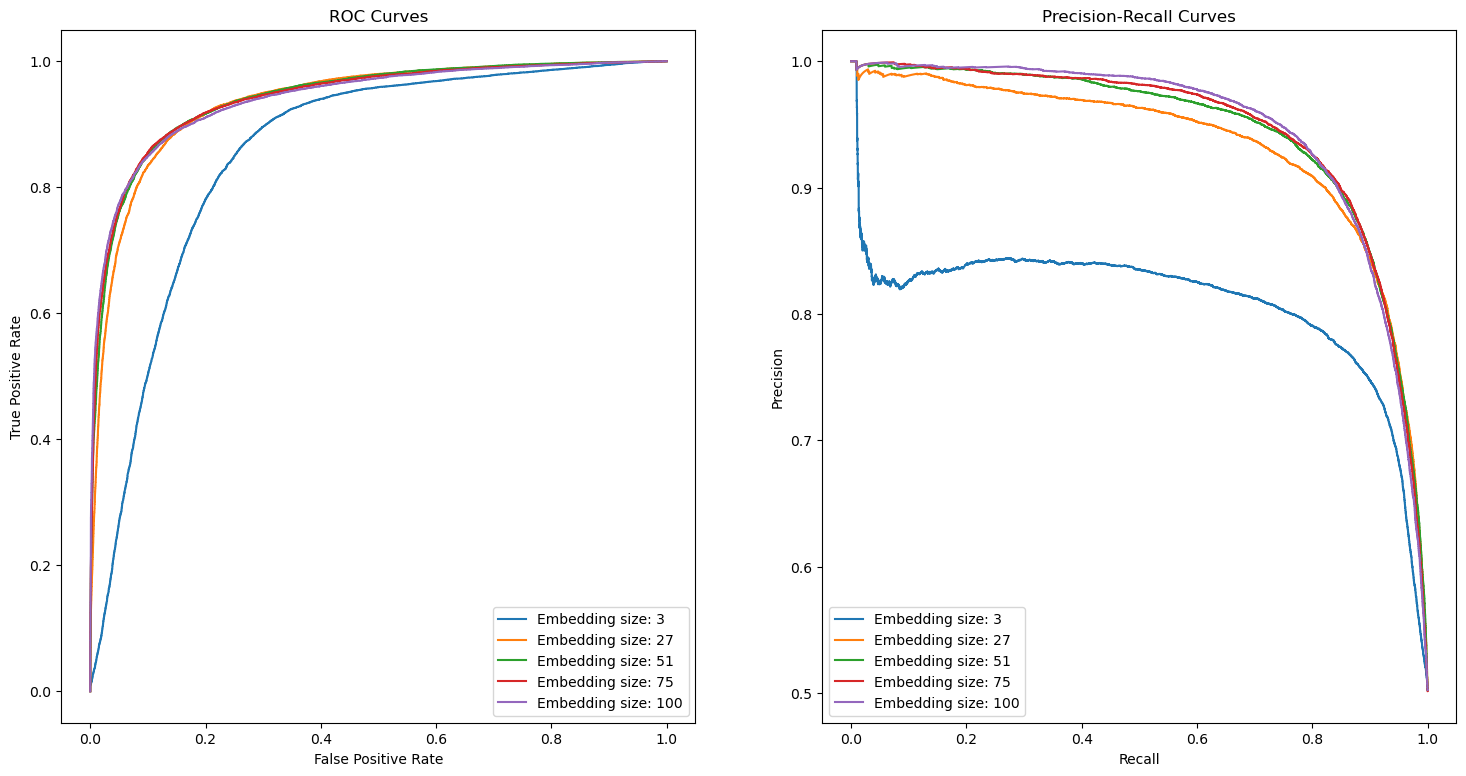 ROC Curves
1.0
0.8
0.6
0.4
0.2
0.0
True Positive Rate
0.0 0.2 0.4 0.6 0.8 1.0
False Positive Rate
Embedding size: 3
Embedding size: 27
Embedding size: 51
Embedding size: 75
Embedding size: 100
Precision-Recall Curves
1.0
0.9
0.8
0.7
0.6
0.5
Precision
0.0 0.2 0.4 0.6 0.8 1.0
Recall
Embedding size: 3
Embedding size: 27
Embedding size: 51
Embedding size: 75
Embedding size: 100